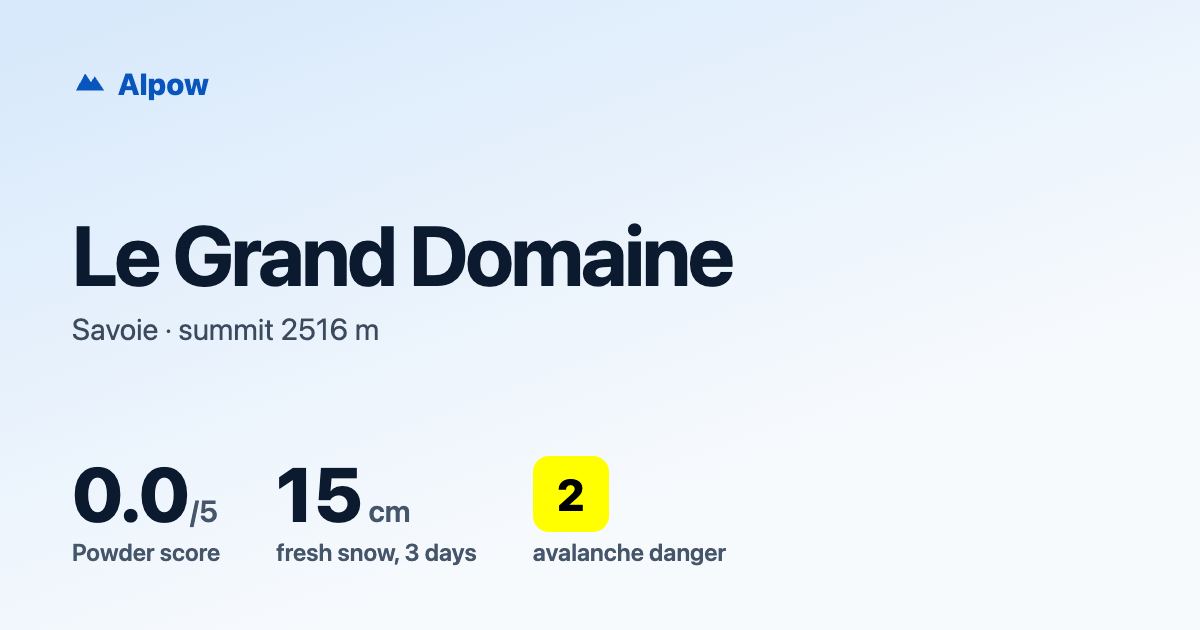 Alpow
Le Grand Domaine
Savoie · summit 2516 m
0.0/5
Powder score
15 cm
fresh snow, 3 days
2
avalanche danger